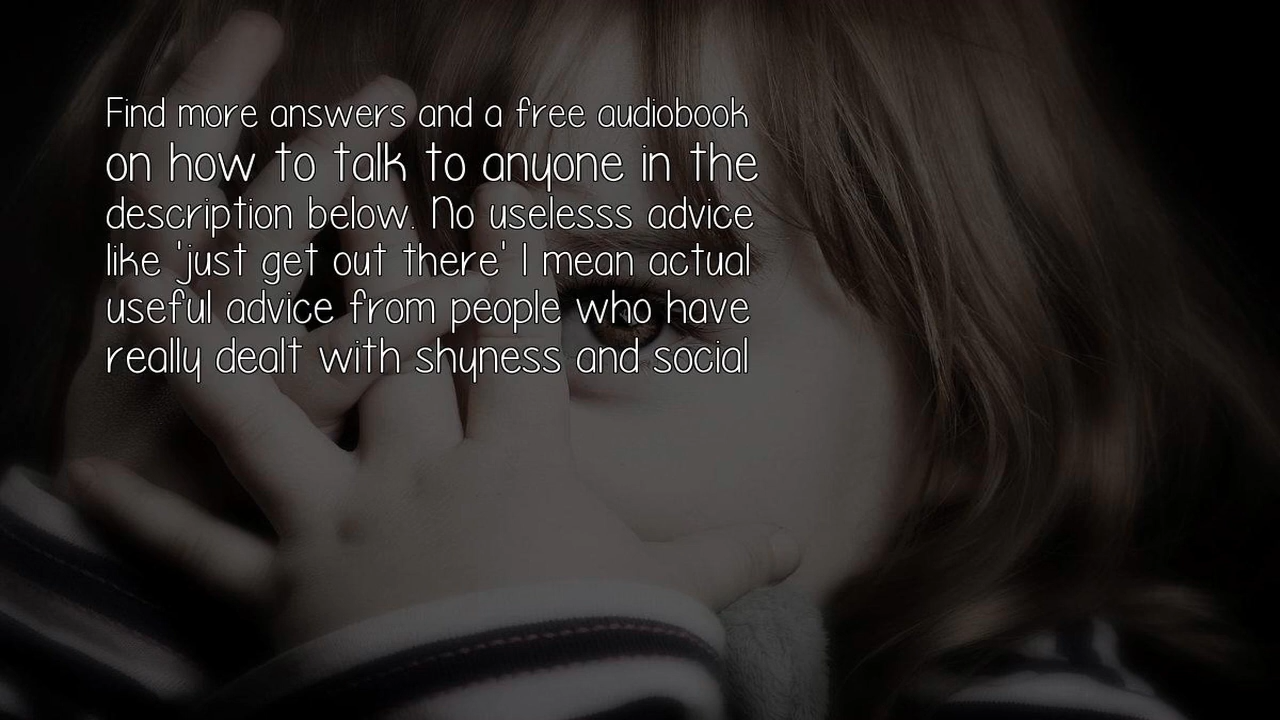 Find more answers and a free audiobook
on how to talk to anyone in the
description below. No uselesss advice
like 'just get out there' I mean actual
useful advice from people who have
really dealt with shyness and social